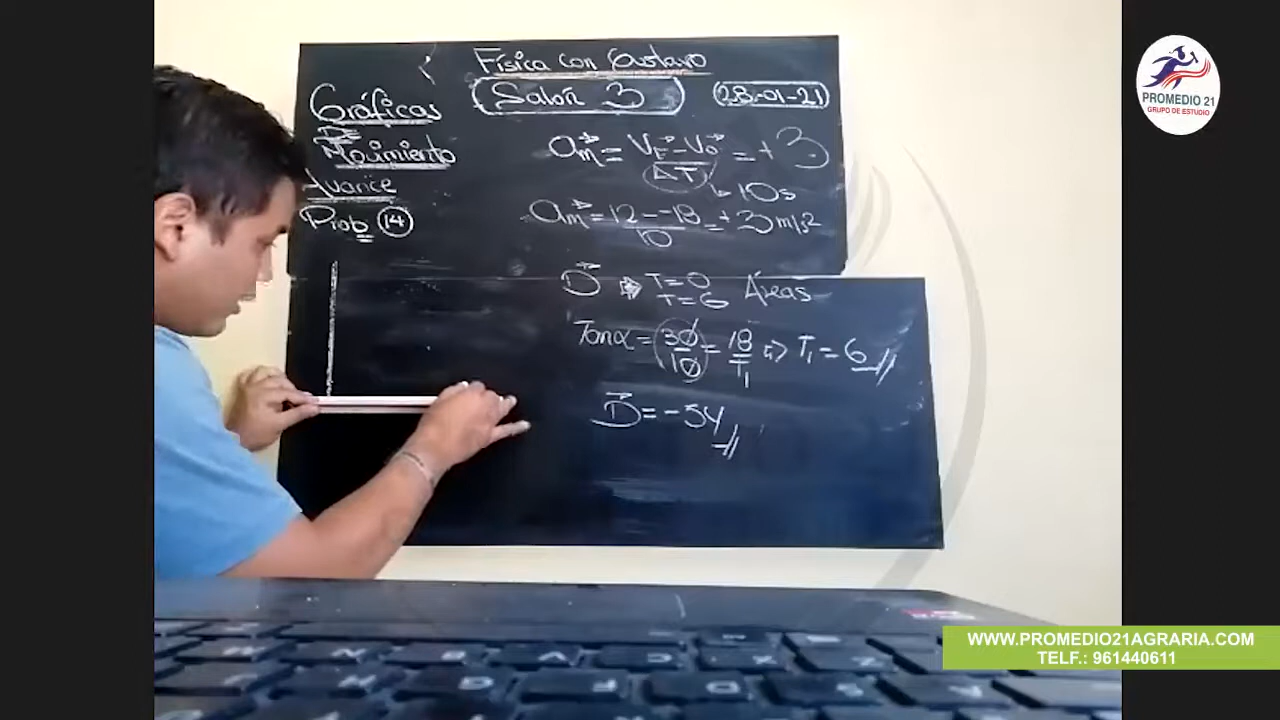 Física con Gustavo
Salón 3
28-01-21
Gráficas
De
Movimiento
Avance
Prob 14
am = VF - V0 / ΔT = +3
10s
am = 12 - -18 / 10 = +3 m/s²
D → T=0
T=6
Áreas
Tanα = 30/10 = 18/T1 ⇒ T1 = 6
D = -54
PROMEDIO 21
GRUPO DE ESTUDIO
WWW.PROMEDIO21AGRARIA.COM
TELF.: 961440611